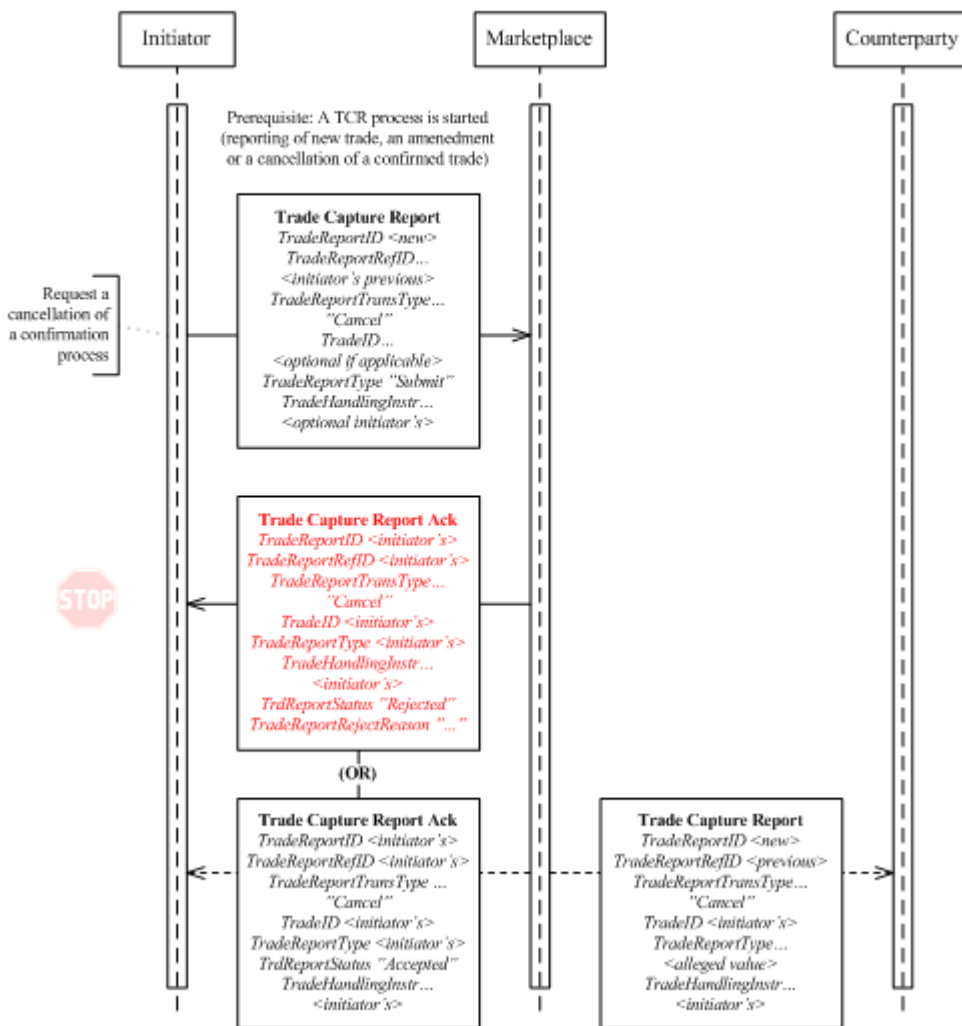 Initiator
Marketplace
Counterparty
Prerequisite: A TCR process is started
(reporting of new trade, an amenedment
or a cancellation of a confirmed trade)
Trade Capture Report
TradeReportID <new>
TradeReportRefID...
<initiator's previous>
TradeReportTransType...
"Cancel"
TradeID...
<optional if applicable>
TradeReportType "Submit"
TradeHandlingInstr...
<optional initiator's>
Request a
cancellation of
a confirmation
process
Trade Capture Report Ack
TradeReportID <initiator's>
TradeReportRefID <initiator's>
TradeReportTransType...
"Cancel"
TradeID <initiator's>
TradeReportType <initiator's>
TradeHandlingInstr...
<initiator's>
TrdReportStatus "Rejected"
TradeReportRejectReason "..."
STOP
(OR)
Trade Capture Report Ack
TradeReportID <initiator's>
TradeReportRefID <initiator's>
TradeReportTransType ...
"Cancel"
TradeID <initiator's>
TradeReportType <initiator's>
TrdReportStatus "Accepted"
TradeHandlingInstr...
<initiator's>
Trade Capture Report
TradeReportID <new>
TradeReportRefID <previous>
TradeReportTransType...
"Cancel"
TradeID <initiator's>
TradeReportType...
<alleged value>
TradeHandlingInstr...
<initiator's>